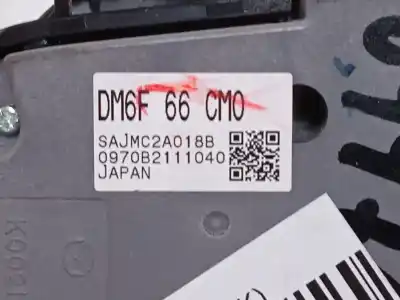 DM6F 66 CM0
SAJMC2A018B
0970B2111040
JAPAN